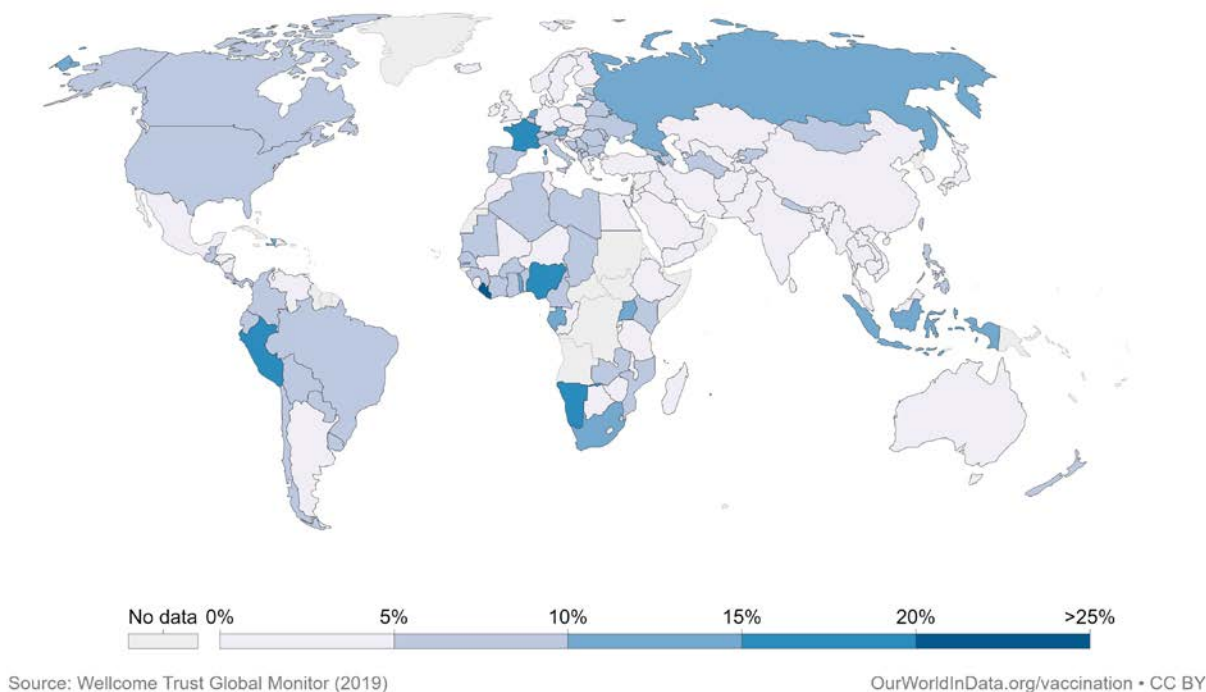 No data 0% 5% 10% 15% 20% >25%
Source: Wellcome Trust Global Monitor (2019) OurWorldInData.org/vaccination • CC BY